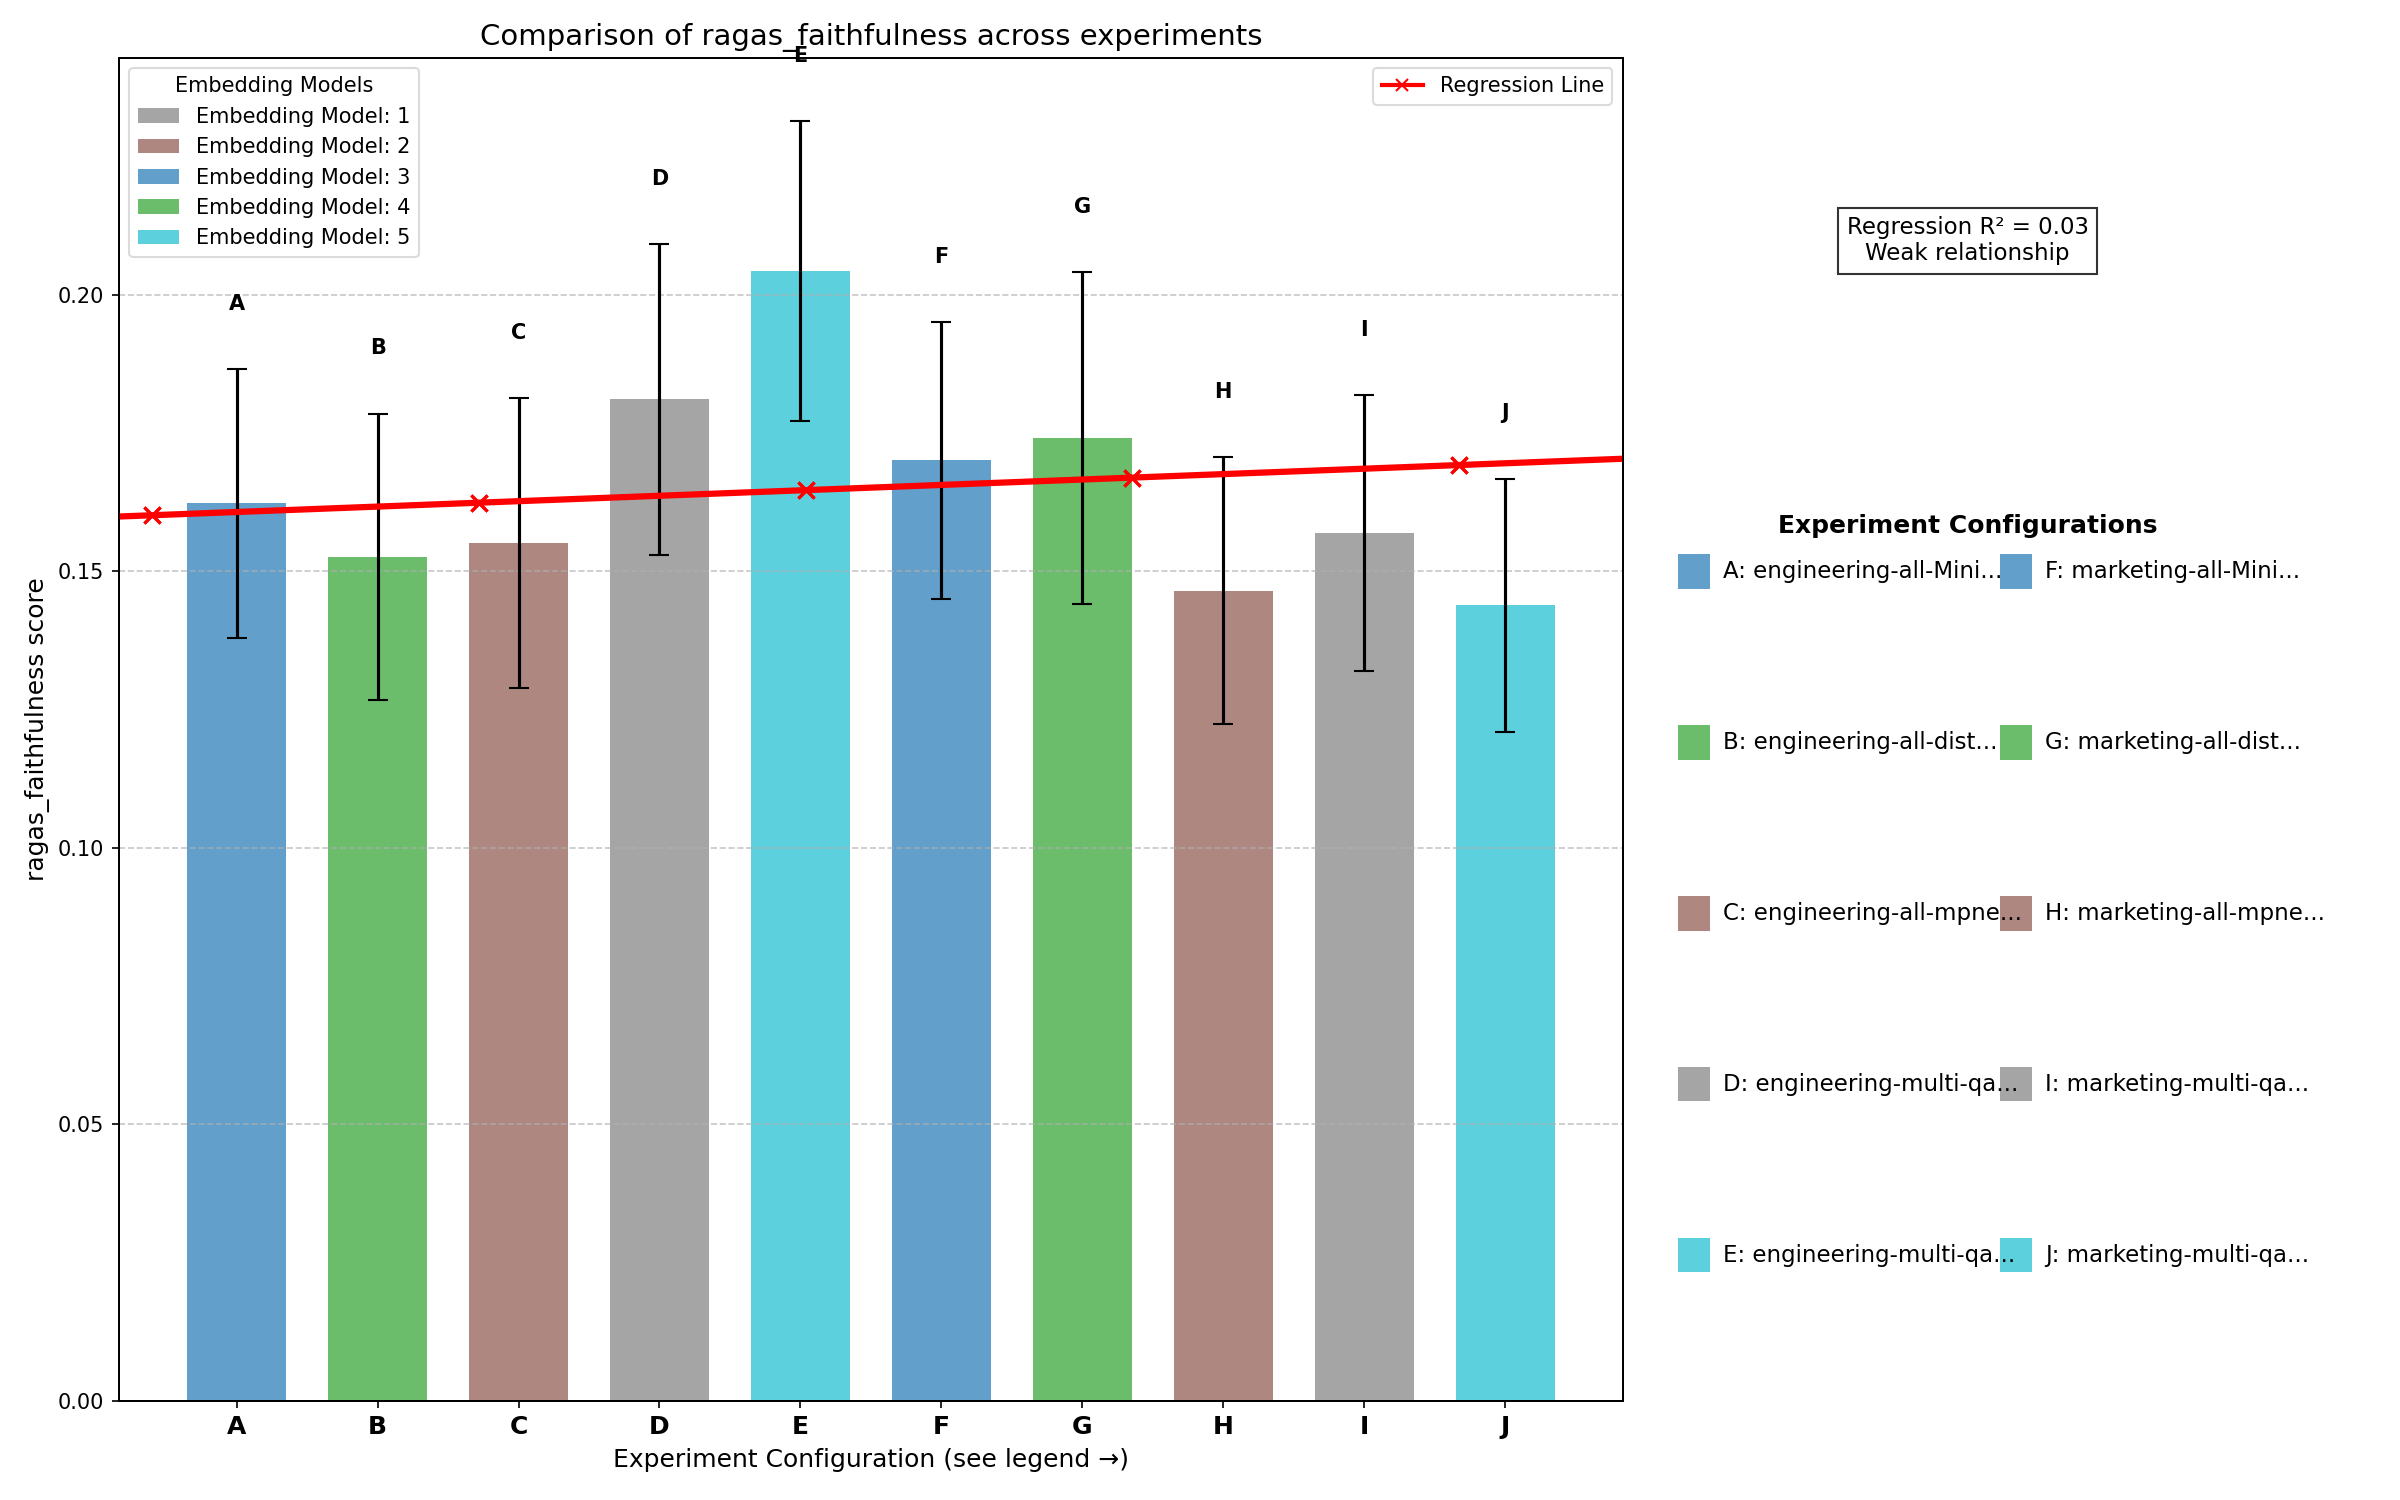 Comparison of ragas_faithfulness across experiments
Embedding Models
Embedding Model: 1
Embedding Model: 2
Embedding Model: 3
Embedding Model: 4
Embedding Model: 5
Regression Line
A
B
C
D
E
F
G
H
I
J
0.20
0.15
0.10
0.05
0.00
ragas_faithfulness score
A
B
C
D
E
F
G
H
I
J
Experiment Configuration (see legend →)
Regression R² = 0.03
Weak relationship
Experiment Configurations
A: engineering-all-Mini...
F: marketing-all-Mini...
B: engineering-all-dist...
G: marketing-all-dist...
C: engineering-all-mpne...
H: marketing-all-mpne...
D: engineering-multi-qa...
I: marketing-multi-qa...
E: engineering-multi-qa...
J: marketing-multi-qa...